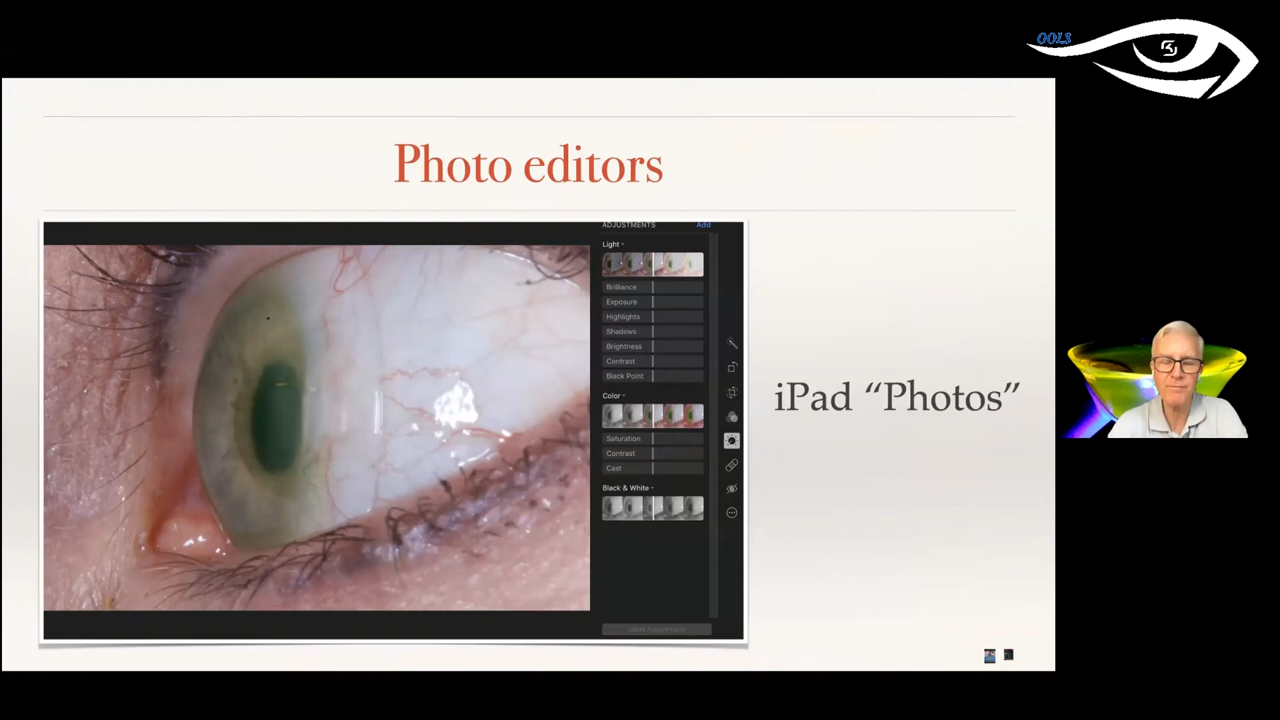 OOLS
Photo editors
ADJUSTMENTS Add
Light
Brilliance
Exposure
Highlights
Shadows
Brightness
Contrast
Black Point
Color
Saturation
Contrast
Cast
Black & White
iPad “Photos”